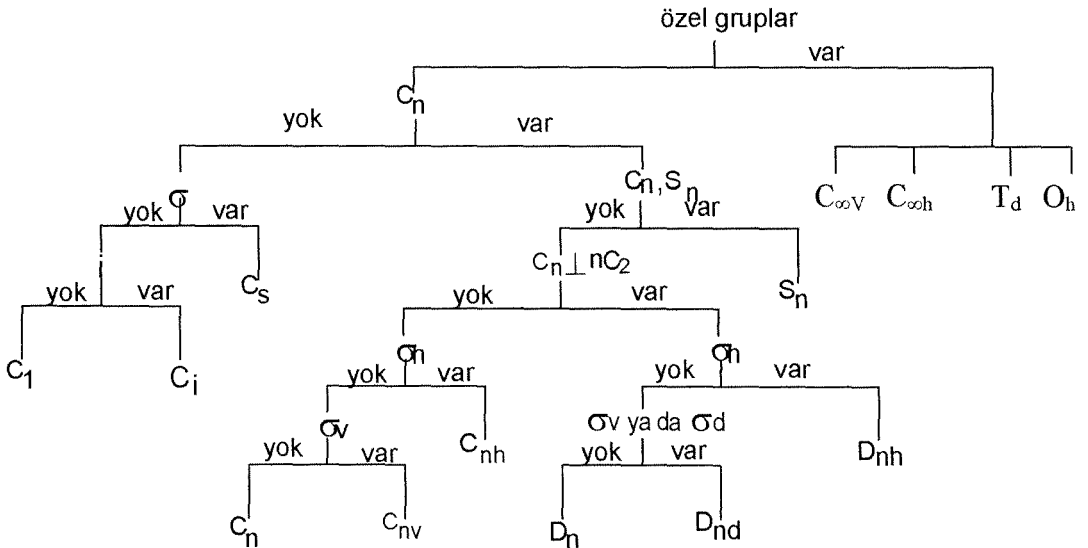 özel gruplar
var
Cn
yok var
Cn,Sn
C∞V C∞h Td Oh
σ
yok var
yok var
i
Cn⊥nC2
Cs
Sn
yok var
yok var
σh
σh
C1
Ci
yok var
yok var
σv
σv ya da σd
Cnh
Dnh
yok var
yok var
Cn
Cnv
Dn
Dnd